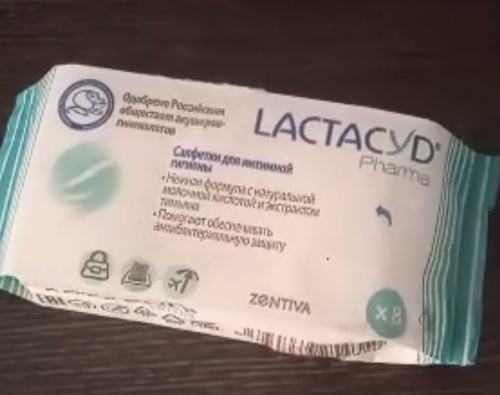 Одобрено Российским
обществом акушеров-
гинекологов
LACTACYD®
Pharma
Салфетки для интимной
гигиены
• Нежная формула с натуральной
молочной кислотой и экстрактом
тимьяна
• Помогают обеспечивать
антибактериальную защиту
ZENTIVA
x8